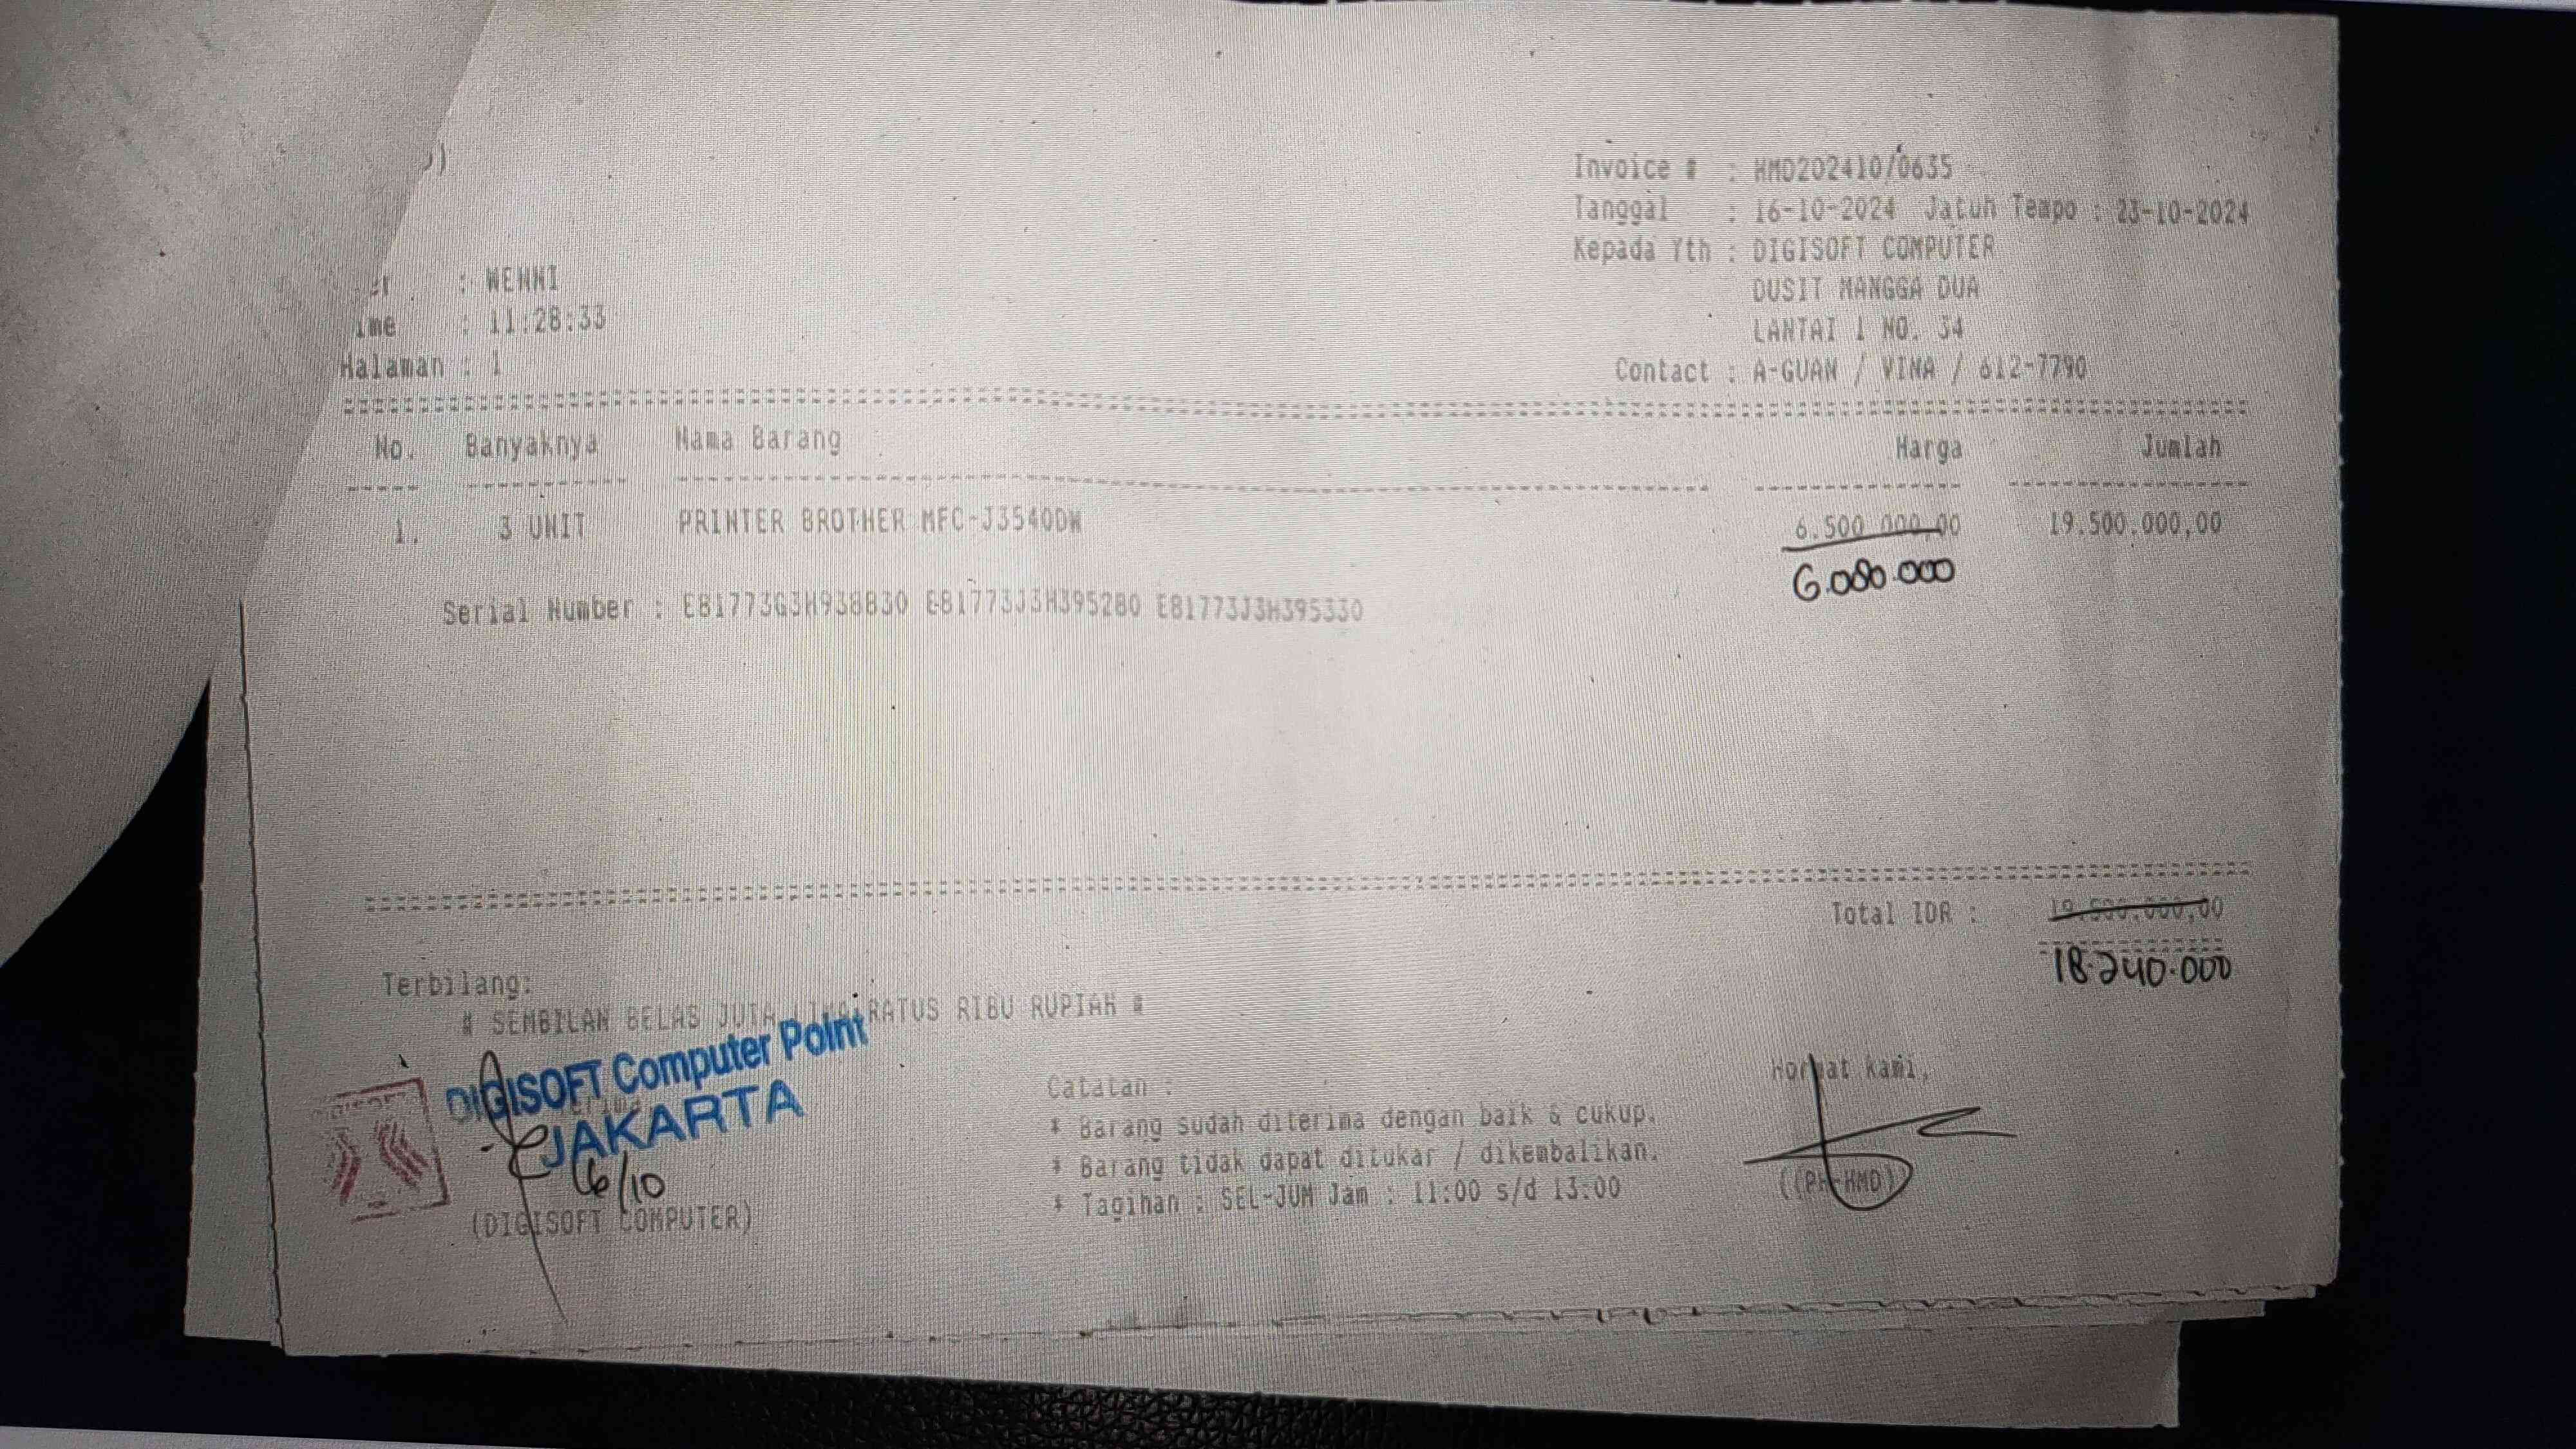 Invoice # : HMD202410/0635
Tanggal : 16-10-2024 Jatuh Tempo : 23-10-2024
Kepada Yth : DIGISOFT COMPUTER
DUSIT MANGGA DUA
LANTAI 1 NO. 34
Contact : A-GUAN / VINA / 612-7790
: WENNI
ime : 11:28:33
Halaman : 1
No. Banyaknya Nama Barang Harga Jumlah
1. 3 UNIT PRINTER BROTHER MFC-J3540DW 6.500.000,00 19.500.000,00
6.080.000
Serial Number : E81773G3H938830 E81773J3H395280 E81773J3H395330
Total IDR : 19.500.000,00
18.240.000
Terbilang:
# SEMBILAN BELAS JUTA LIMA RATUS RIBU RUPIAH #
DIGISOFT Computer Point
JAKARTA
16/10
(DIGISOFT COMPUTER)
Catatan :
* Barang sudah diterima dengan baik & cukup.
* Barang tidak dapat ditukar / dikembalikan.
* Tagihan : SEL-JUM Jam : 11:00 s/d 13:00
Hormat kami,
((PH-HMD))